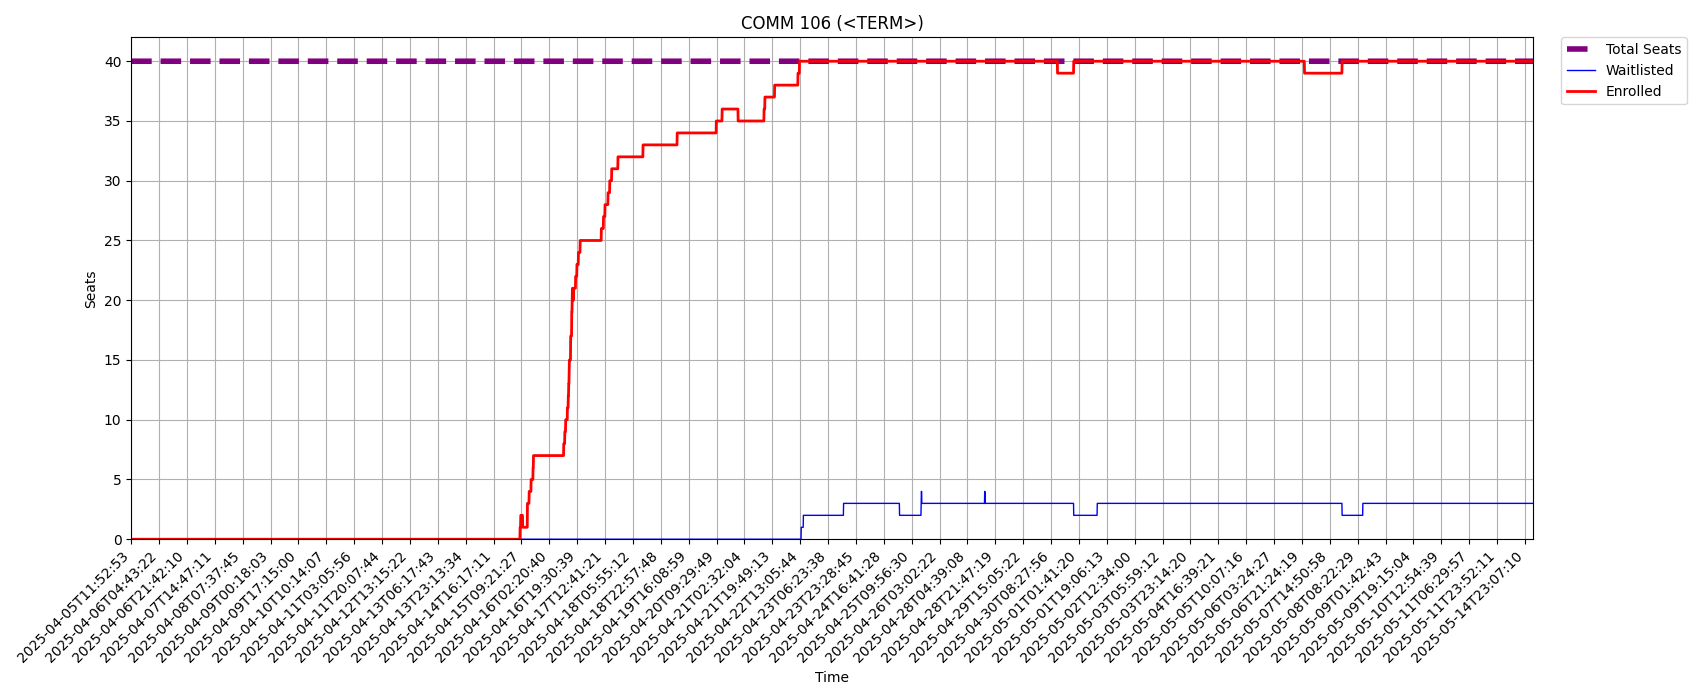 COMM 106 (<TERM>)
Total Seats
Waitlisted
Enrolled
Seats
40
35
30
25
20
15
10
5
0
2025-04-05T11:52:53
2025-04-06T04:43:22
2025-04-06T21:42:10
2025-04-07T14:47:11
2025-04-08T07:37:45
2025-04-09T00:18:03
2025-04-09T17:15:00
2025-04-10T10:14:07
2025-04-11T03:05:56
2025-04-11T20:07:44
2025-04-12T13:15:22
2025-04-13T06:17:43
2025-04-13T23:13:34
2025-04-14T16:17:11
2025-04-15T09:21:27
2025-04-16T02:20:40
2025-04-16T19:30:39
2025-04-17T12:41:21
2025-04-18T05:55:12
2025-04-18T22:57:48
2025-04-19T16:08:59
2025-04-20T09:29:49
2025-04-21T02:32:04
2025-04-21T19:49:13
2025-04-22T13:05:44
2025-04-23T06:23:38
2025-04-23T23:28:45
2025-04-24T16:41:28
2025-04-25T09:56:30
2025-04-26T03:02:22
2025-04-28T04:39:08
2025-04-28T21:47:19
2025-04-29T15:05:22
2025-04-30T08:27:56
2025-05-01T01:41:20
2025-05-01T19:06:13
2025-05-02T12:34:00
2025-05-03T05:59:12
2025-05-03T23:14:20
2025-05-04T16:39:21
2025-05-05T10:07:16
2025-05-06T03:24:27
2025-05-06T21:24:19
2025-05-07T14:50:58
2025-05-08T08:22:29
2025-05-09T01:42:43
2025-05-09T19:15:04
2025-05-10T12:54:39
2025-05-11T06:29:57
2025-05-11T23:52:11
2025-05-14T23:07:10
Time